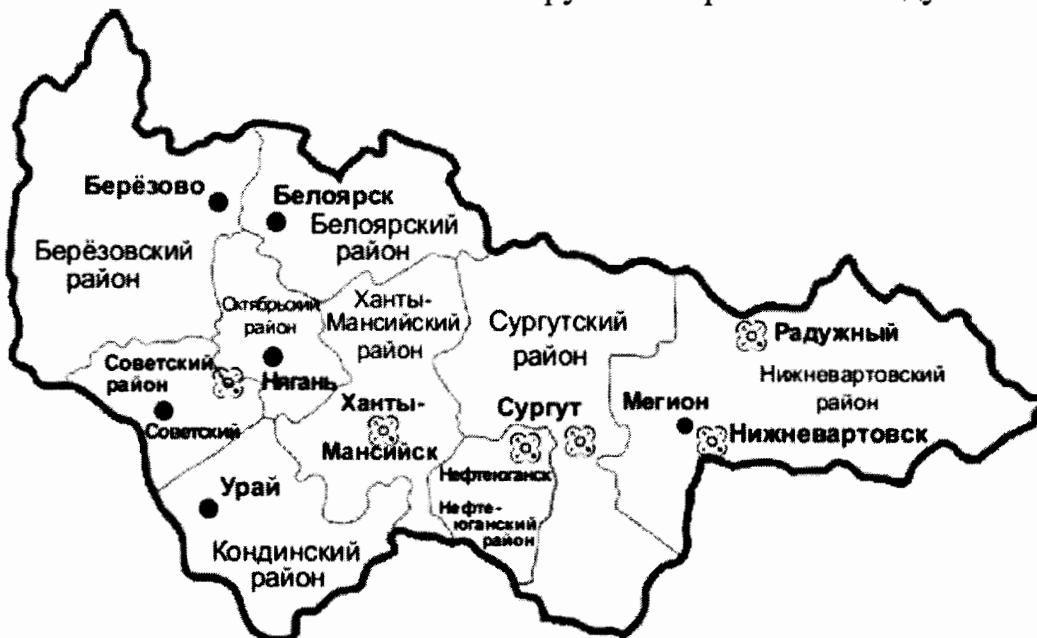 Берёзово
Белоярск
Белоярский
район
Берёзовский
район
Октябрьский
район
Ханты-
Мансийский
район
Сургутский
район
Радужный
Советский
район
Нягань
Нижневартовский
район
Ханты-
Мансийск
Сургут
Мегион
Советский
Нижневартовск
Нефтеюганск
Урай
Нефте-
юганский
район
Кондинский
район